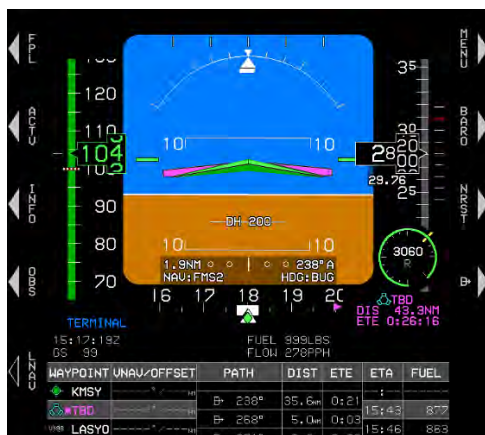 FPL
ACTV
INFO
OBS
LNAV
MENU
BARO
NRST
120
110
104
90
80
70
10 10
DH 200
10 10
1.9NM 238°A
NAV:FMS2 HDG:BUG
16 17 18 19
35
30
28
29.76
25
3060
R
TBD
DIS 43.3NM
ETE 0:26:16
TERMINAL
15:17:19Z
GS 99
FUEL 999LBS
FLOW 278PPH
WAYPOINT VNAV/OFFSET PATH DIST ETE ETA FUEL
KMSY
*TBD 238° 35.6NM 0:21 15:43 877
LASYO 268° 5.0NM 0:03 15:46 863